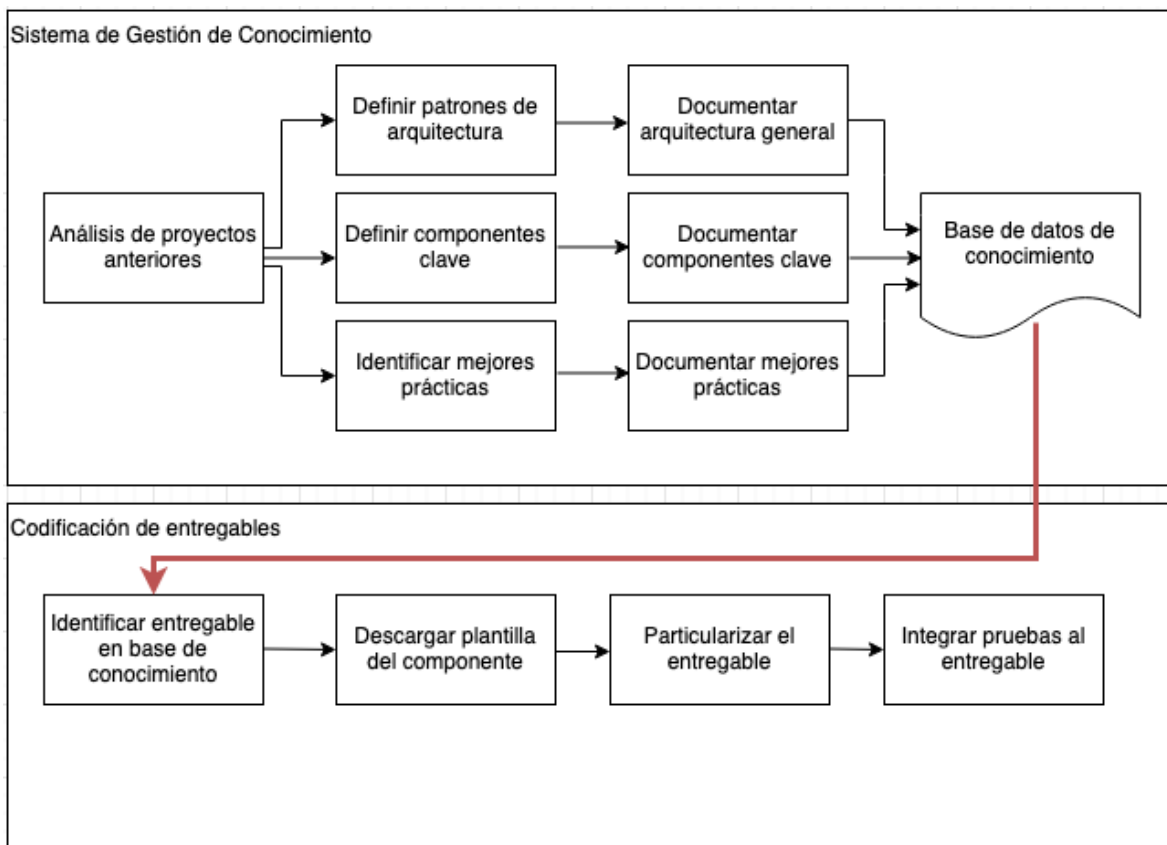 Sistema de Gestión de Conocimiento
Definir patrones de
arquitectura
Documentar
arquitectura general
Análisis de proyectos
anteriores
Definir componentes
clave
Documentar
componentes clave
Base de datos de
conocimiento
Identificar mejores
prácticas
Documentar mejores
prácticas
Codificación de entregables
Identificar entregable
en base de
conocimiento
Descargar plantilla
del componente
Particularizar el
entregable
Integrar pruebas al
entregable